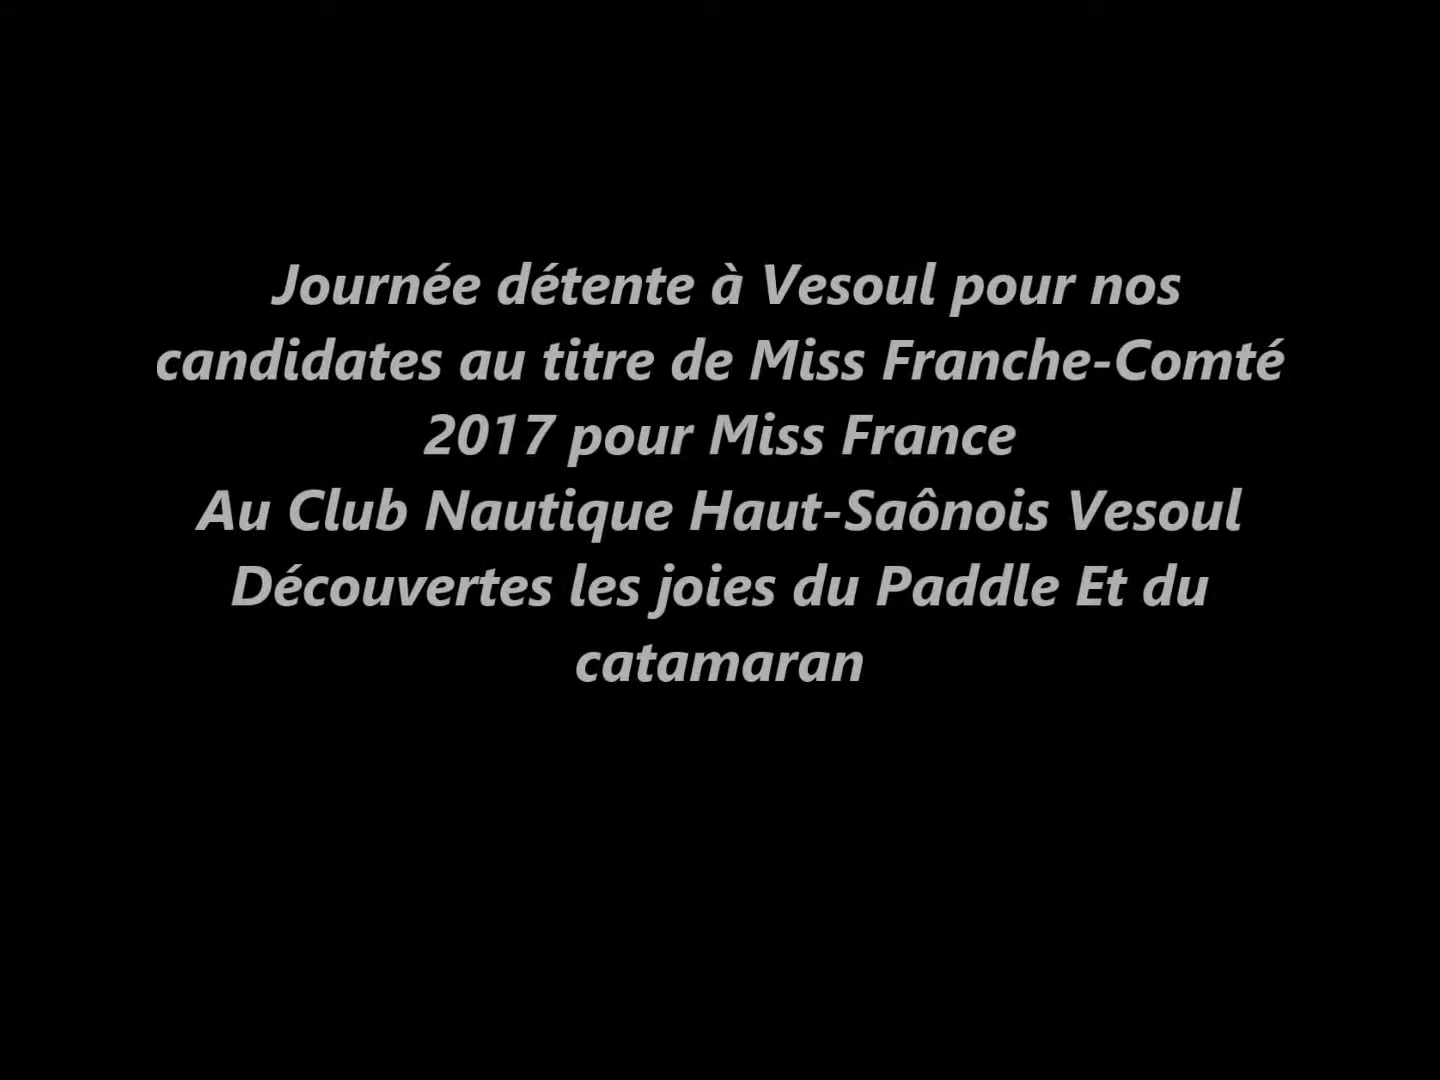 Journée détente à Vesoul pour nos
candidates au titre de Miss Franche-Comté
2017 pour Miss France
Au Club Nautique Haut-Saônois Vesoul
Découvertes les joies du Paddle Et du
catamaran